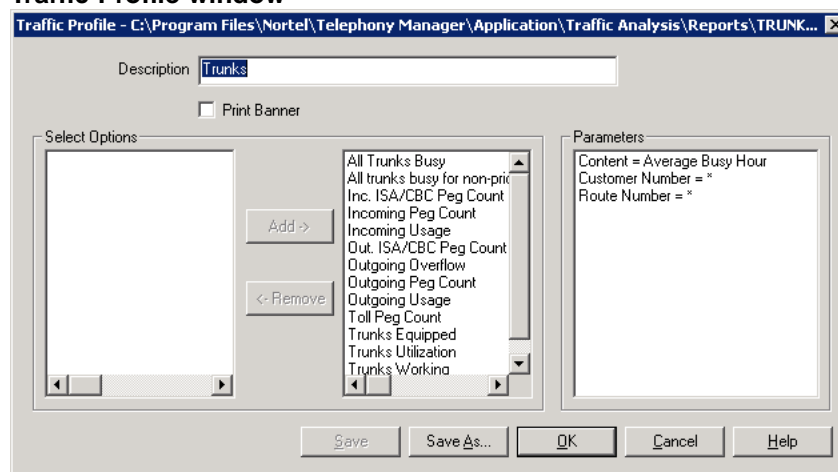 Traffic Profile window
Traffic Profile - C:\Program Files\Nortel\Telephony Manager\Application\Traffic Analysis\Reports\TRUNK...
Description Trunks
Print Banner
Select Options
Add ->
<- Remove
All Trunks Busy
All trunks busy for non-pric
Inc. ISA/CBC Peg Count
Incoming Peg Count
Incoming Usage
Out. ISA/CBC Peg Count
Outgoing Overflow
Outgoing Peg Count
Outgoing Usage
Toll Peg Count
Trunks Equipped
Trunks Utilization
Trunks Working
Parameters
Content = Average Busy Hour
Customer Number = *
Route Number = *
Save
Save As...
OK
Cancel
Help